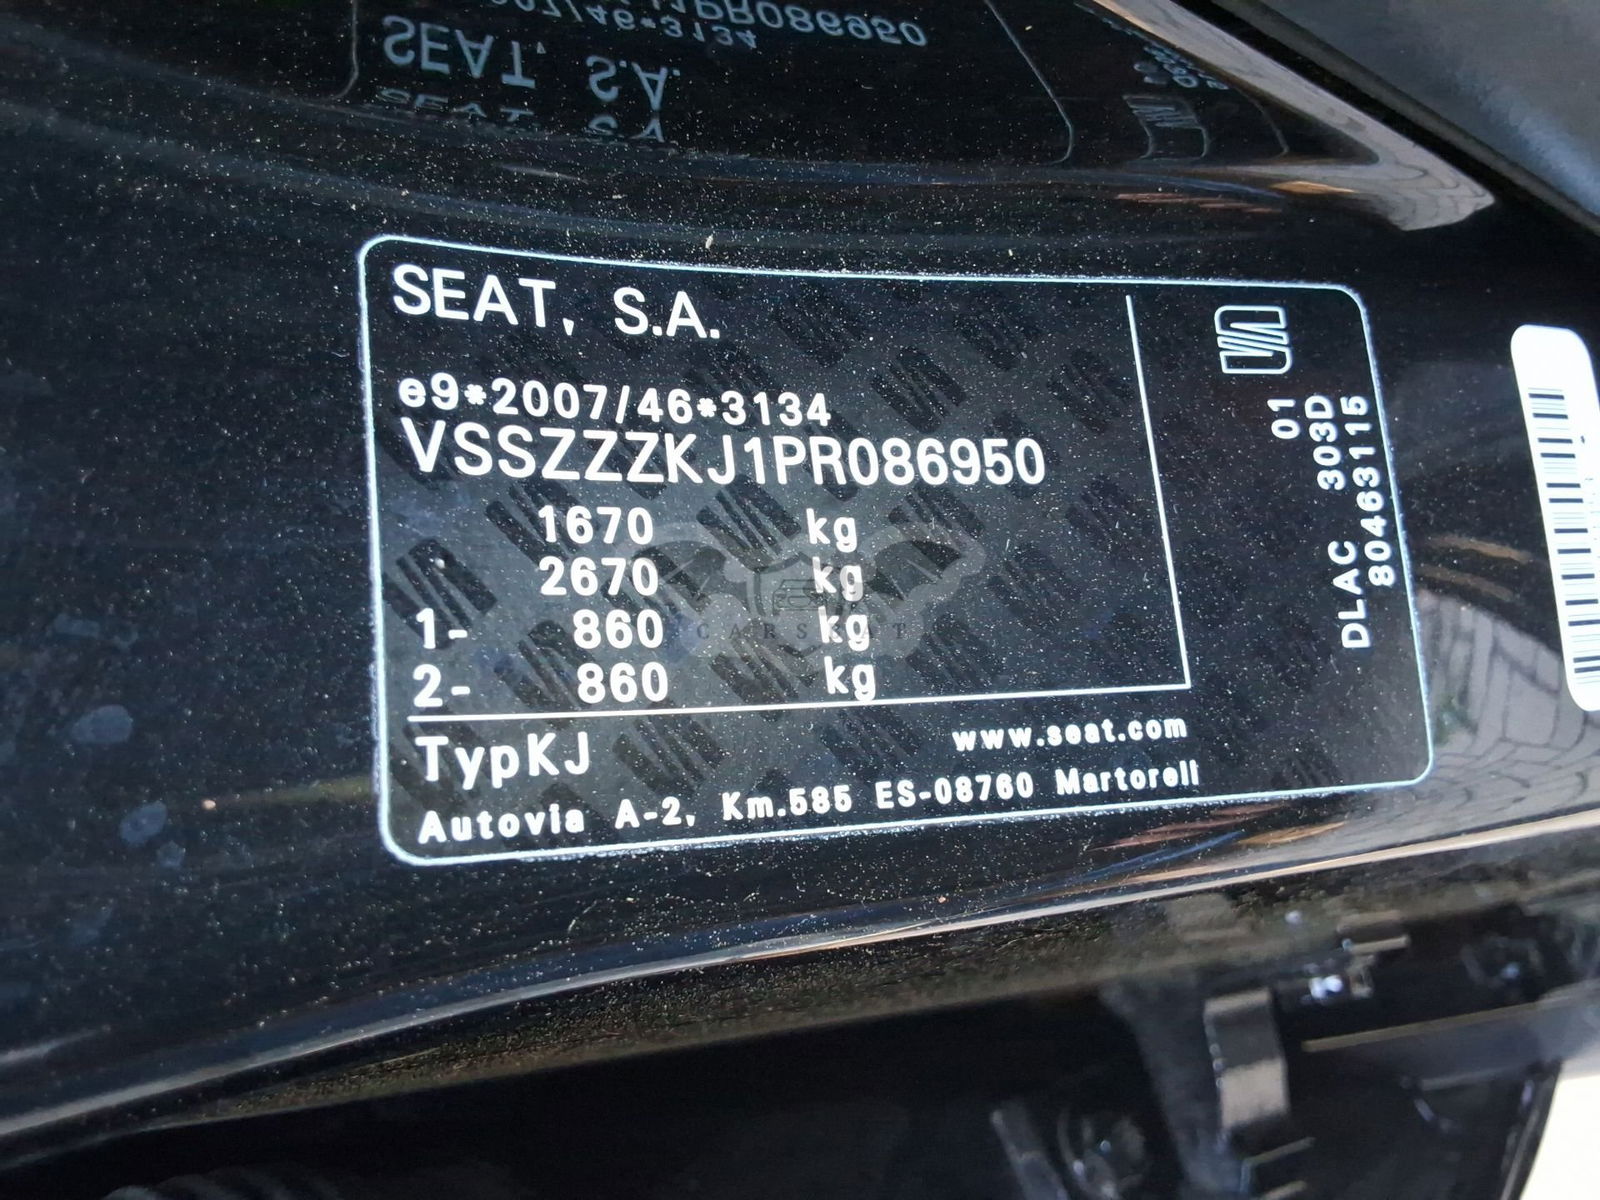 SEAT, S.A.
e9*2007/46*3134
VSSZZZKJ1PR086950
1670 kg
2670 kg
1- 860 kg
2- 860 kg
TypKJ
www.seat.com
Autovia A-2, Km.585 ES-08760 Martorell
01
DLAC 303D
80463115
CARSEAT